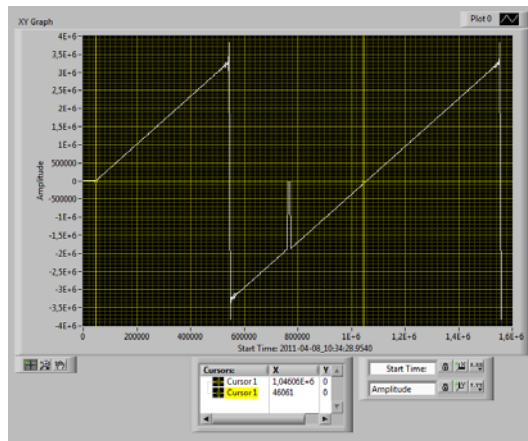 XY Graph
Plot 0
4E+6
3,5E+6
3E+6
2,5E+6
2E+6
1,5E+6
1E+6
500000
0
-500000
-1E+6
-1,5E+6
-2E+6
-2,5E+6
-3E+6
-3,5E+6
-4E+6
Amplitude
0 200000 400000 600000 800000 1E+6 1,2E+6 1,4E+6 1,6E+6
Start Time: 2011-04-08_10:34:28.9540
Cursors: X Y
Cursor 1 1,04606E+6 0
Cursor 1 46061 0
Start Time:
Amplitude